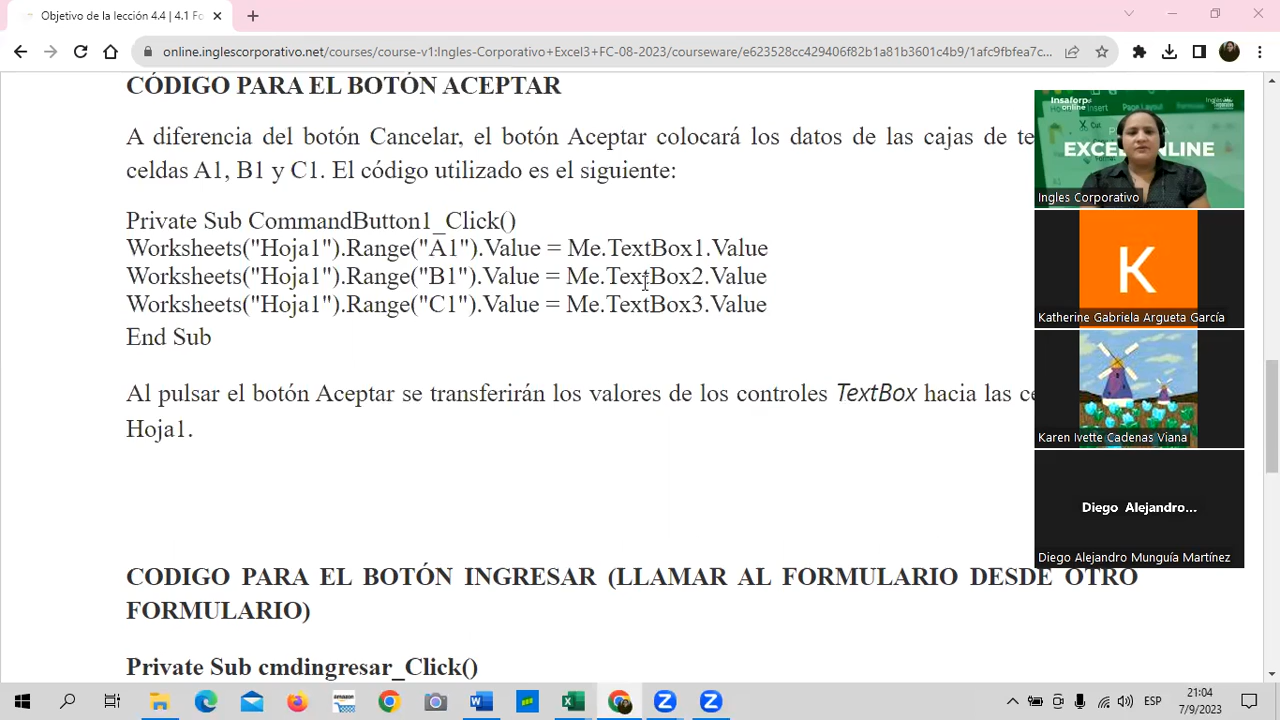 Objetivo de la lección 4.4 | 4.1 Fo
online.inglescorporativo.net/courses/course-v1:Ingles-Corporativo+Excel3+FC-08-2023/courseware/e623528cc429406f82b1a81b3601c4b9/1afc9fbfea7c...
CÓDIGO PARA EL BOTÓN ACEPTAR
A diferencia del botón Cancelar, el botón Aceptar colocará los datos de las cajas de te
celdas A1, B1 y C1. El código utilizado es el siguiente:
Private Sub CommandButton1_Click()
Worksheets("Hoja1").Range("A1").Value = Me.TextBox1.Value
Worksheets("Hoja1").Range("B1").Value = Me.TextBox2.Value
Worksheets("Hoja1").Range("C1").Value = Me.TextBox3.Value
End Sub
Al pulsar el botón Aceptar se transferirán los valores de los controles TextBox hacia las ce
Hoja1.
CODIGO PARA EL BOTÓN INGRESAR (LLAMAR AL FORMULARIO DESDE OTRO
FORMULARIO)
Private Sub cmdingresar_Click()
Insaforp
online
Insert
Page Layout
Formulas
Cut
EXCEL ONLINE
Ingles Corporativo
K
Katherine Gabriela Argueta García
Karen Ivette Cadenas Viana
Diego Alejandro...
Diego Alejandro Munguía Martínez
ESP
21:04
7/9/2023